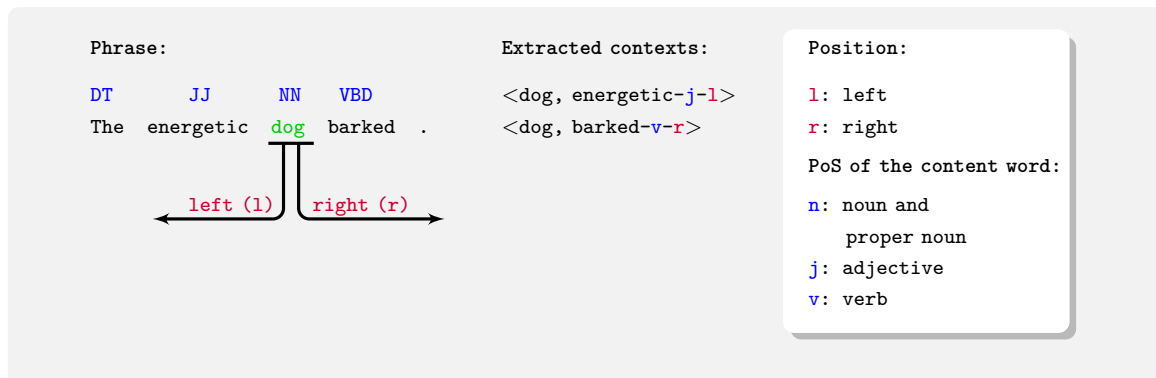 Phrase:
DT JJ NN VBD
The energetic dog barked .
left (l) right (r)
Extracted contexts:
<dog, energetic-j-l>
<dog, barked-v-r>
Position:
l: left
r: right
PoS of the content word:
n: noun and
proper noun
j: adjective
v: verb